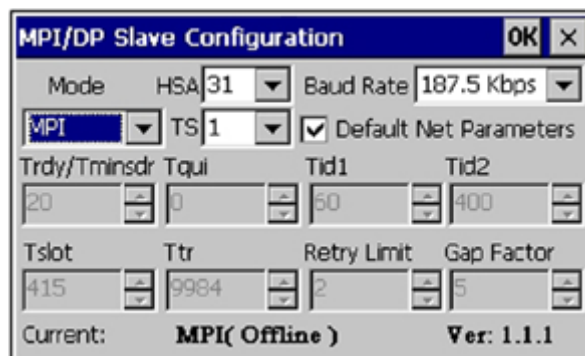 MPI/DP Slave Configuration OK ×
Mode HSA 31 Baud Rate 187.5 Kbps
MPI TS 1 Default Net Parameters
Trdy/Tminsdr Tqui Tid1 Tid2
20 0 60 400
Tslot Ttr Retry Limit Gap Factor
415 9984 2 5
Current: MPI( Offline ) Ver: 1.1.1